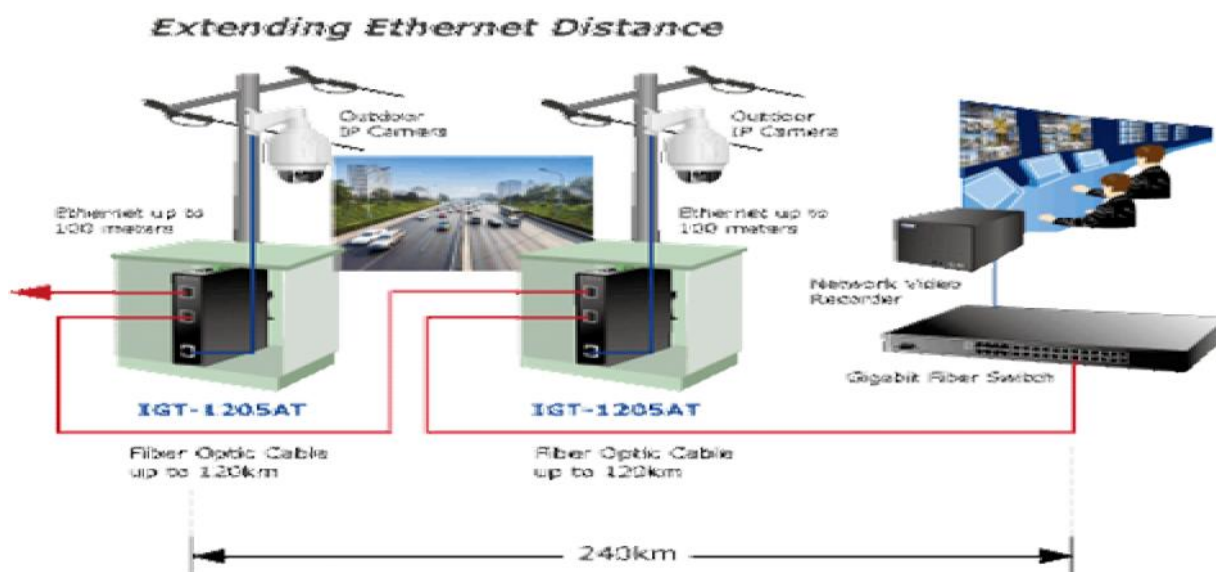 Extending Ethernet Distance
Outdoor
IP Camera
Outdoor
IP Camera
Ethernet up to
100 meters
Ethernet up to
100 meters
Network Video
Recorder
Gigabit Fiber Switch
IGT-1205AT
IGT-1205AT
Fiber Optic Cable
up to 120km
Fiber Optic Cable
up to 120km
240km